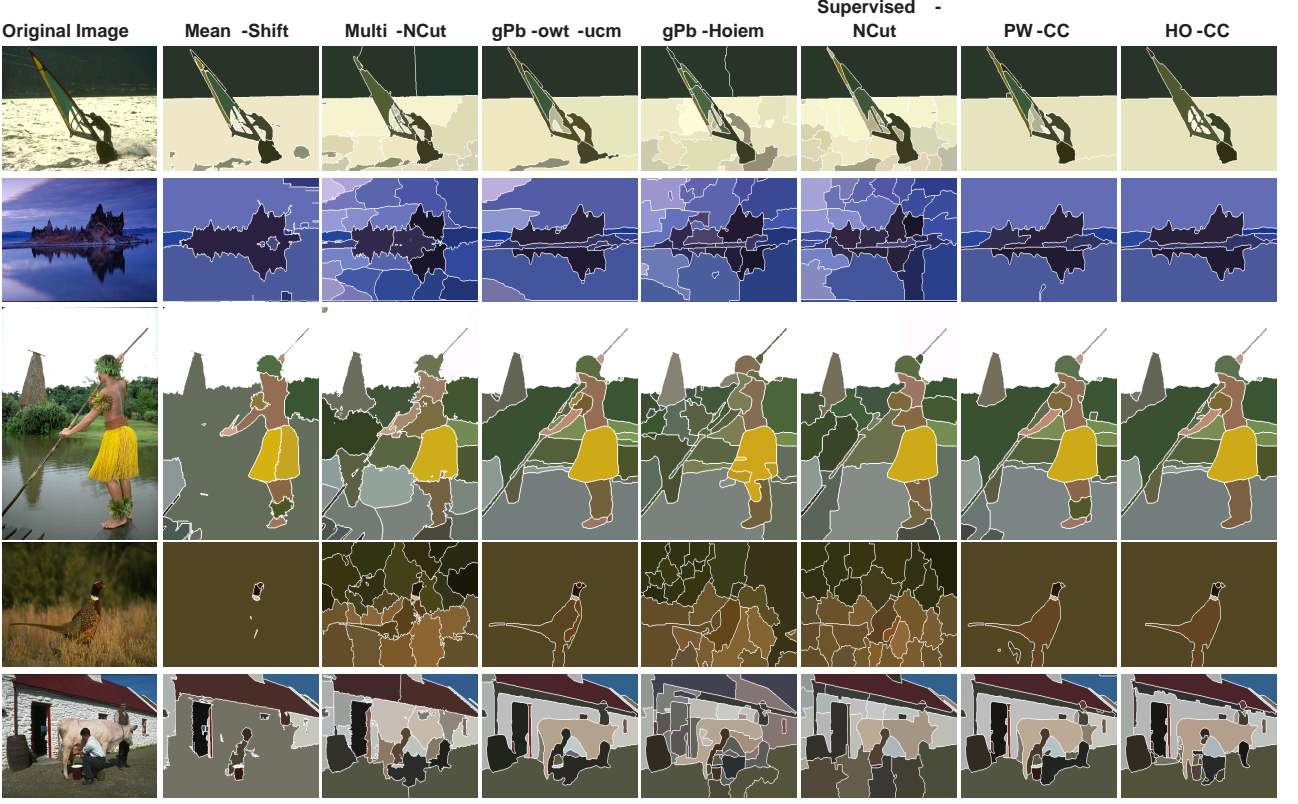 Supervised -
Original Image Mean -Shift Multi -NCut gPb -owt -ucm gPb -Hoiem NCut PW -CC HO -CC